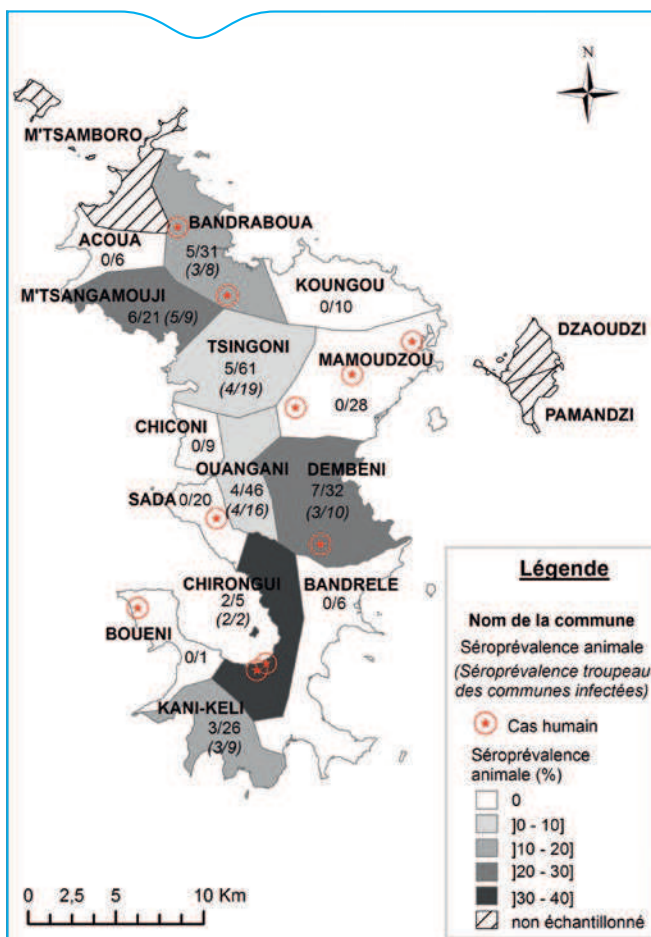 N
M'TSAMBORO
BANDRABOUA
ACOUA
0/6
5/31
(3/8)
KOUNGOU
0/10
M'TSANGAMOUJI
6/21 (5/9)
DZAOUDZI
TSINGONI
5/61
(4/19)
MAMOUDZOU
0/28
PAMANDZI
CHICONI
0/9
OUANGANI
4/46
(4/16)
DEMBENI
7/32
(3/10)
SADA 0/20
CHIRONGUI
2/5
(2/2)
BANDRELE
0/6
BOUENI
0/1
KANI-KELI
3/26
(3/9)
Légende
Nom de la commune
Séroprévalence animale
(Séroprévalence troupeau
des communes infectées)
Cas humain
Séroprévalence
animale (%)
0
]0 - 10]
]10 - 20]
]20 - 30]
]30 - 40]
non échantillonné
0 2,5 5 10 Km